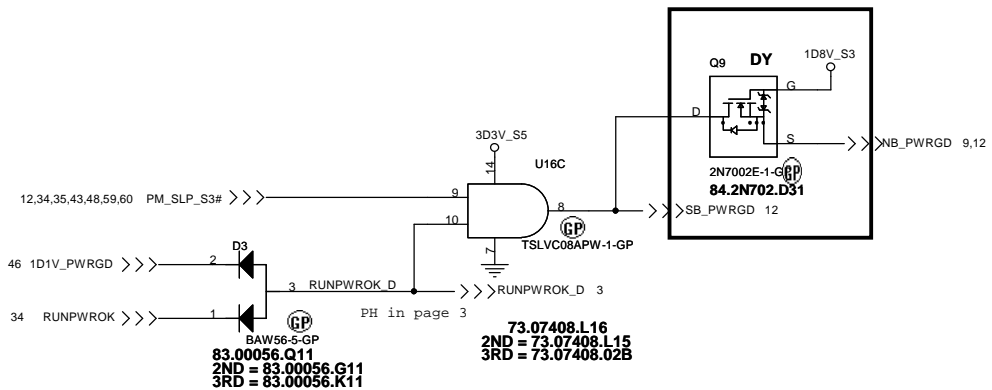 Q9
DY
1D8V_S3
G
D
S
NB_PWRGD 9,12
2N7002E-1-G
GP
84.2N702.D31
3D3V_S5
14
U16C
12,34,35,43,48,59,60 PM_SLP_S3#
9
10
8
SB_PWRGD 12
GP
TSLVC08APW-1-GP
7
D3
46 1D1V_PWRGD
2
3
RUNPWROK_D
RUNPWROK_D 3
34 RUNPWROK
1
PH in page 3
GP
BAW56-5-GP
83.00056.Q11
2ND = 83.00056.G11
3RD = 83.00056.K11
73.07408.L16
2ND = 73.07408.L15
3RD = 73.07408.02B